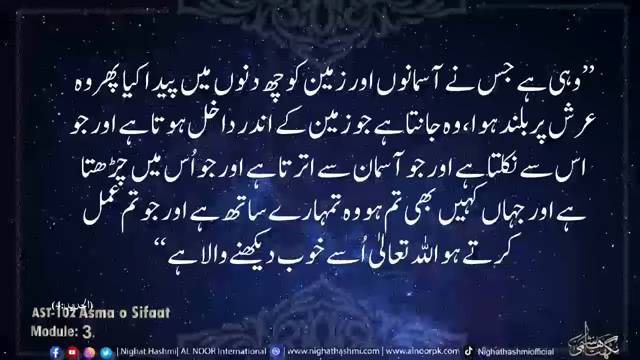 ”وہی ہے جس نے آسمانوں اور زمین کو چھ دنوں میں پیدا کیا پھر وہ
عرش پر بلند ہوا، وہ جانتا ہے جو زمین کے اندر داخل ہوتا ہے اور جو
اس سے نکلتا ہے اور جو آسمان سے اترتا ہے اور جو اُس میں چڑھتا
ہے اور جہاں کہیں بھی تم ہو وہ تمہارے ساتھ ہے اور جو تم عمل
کرتے ہو اللہ تعالیٰ اُسے خوب دیکھنے والا ہے“
AST-102 Asma o Sifaat
Module: 3
| Nighat Hashmi| AL NOOR International | www.nighathashmi.com | www.alnoorpk.com | Nighathashmiofficial